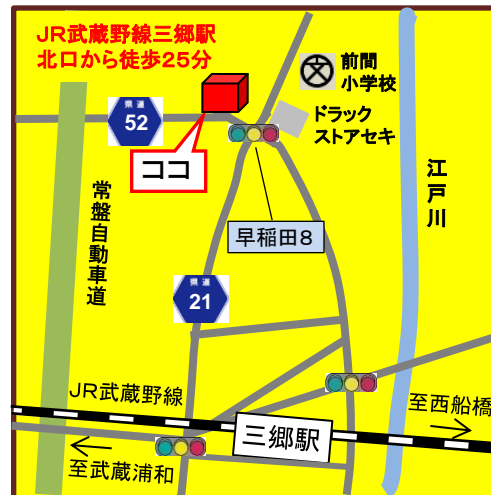 JR武蔵野線三郷駅
北口から徒歩25分
前間
小学校
ドラック
ストアセキ
県道
52
ココ
早稲田8
江戸川
常盤自動車道
県道
21
JR武蔵野線
至西船橋
三郷駅
至武蔵浦和